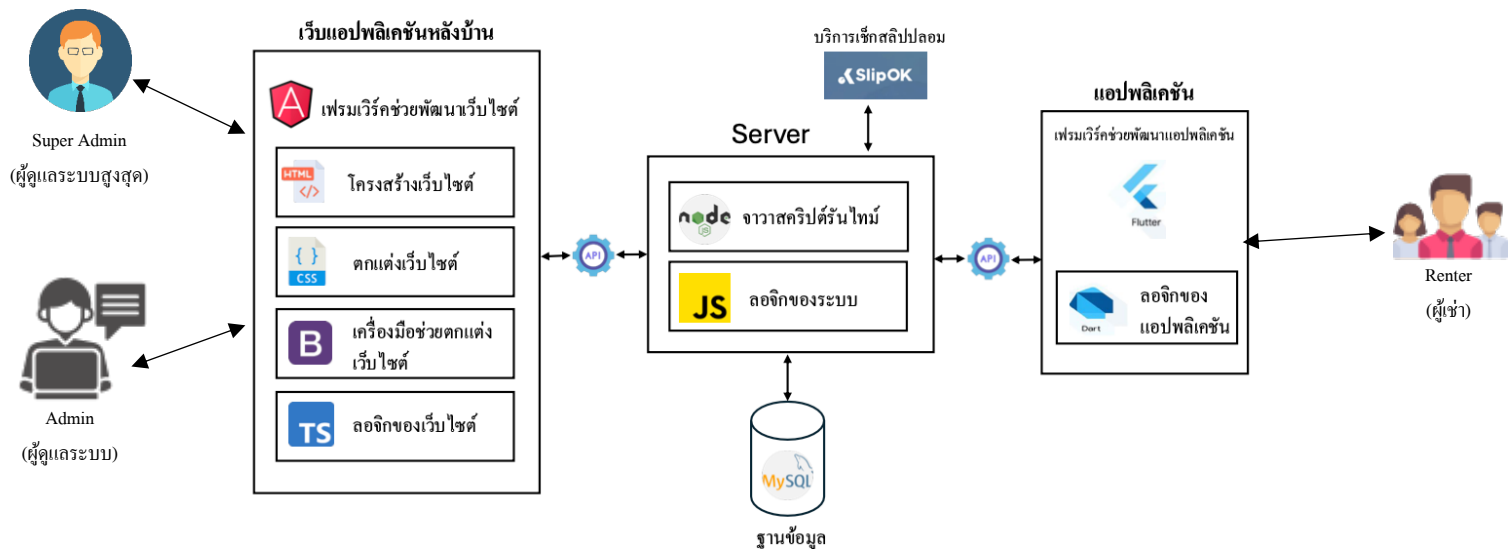 Super Admin
(ผู้ดูแลระบบสูงสุด)
Admin
(ผู้ดูแลระบบ)
เว็บแอปพลิเคชันหลังบ้าน
A
เฟรมเวิร์คช่วยพัฒนาเว็บไซต์
HTML
</>
โครงสร้างเว็บไซต์
{ }
CSS
ตกแต่งเว็บไซต์
B
เครื่องมือช่วยตกแต่ง
เว็บไซต์
TS
ลอจิกของเว็บไซต์
API
บริการเช็กสลิปปลอม
SlipOK
Server
node
JS
จาวาสคริปต์รันไทม์
JS
ลอจิกของระบบ
MySQL
ฐานข้อมูล
API
แอปพลิเคชัน
เฟรมเวิร์คช่วยพัฒนาแอปพลิเคชัน
Flutter
Dart
ลอจิกของ
แอปพลิเคชัน
Renter
(ผู้เช่า)